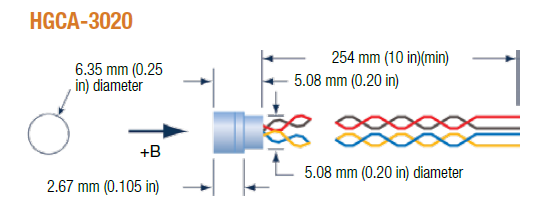 HGCA-3020
254 mm (10 in)(min)
6.35 mm (0.25
in) diameter
5.08 mm (0.20 in)
+B
5.08 mm (0.20 in) diameter
2.67 mm (0.105 in)